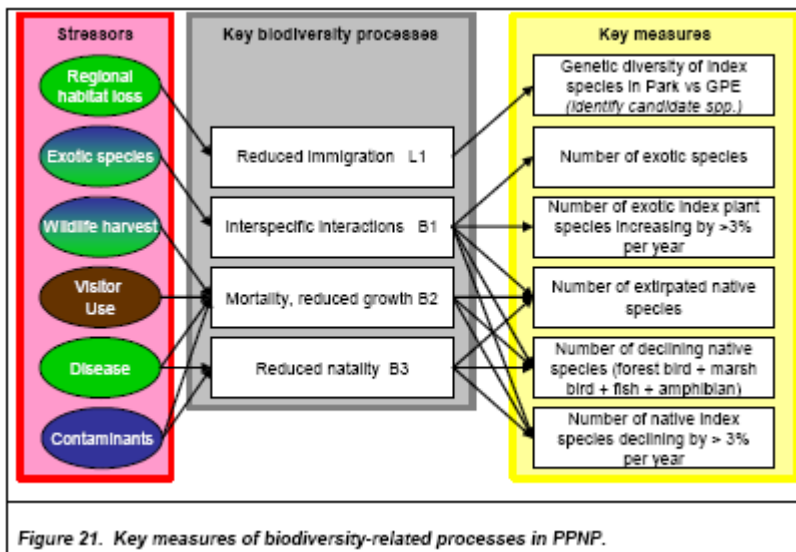 Stressors
Regional
habitat loss
Exotic species
Wildlife harvest
Visitor
Use
Disease
Contaminants
Key biodiversity processes
Reduced immigration L1
Interspecific interactions B1
Mortality, reduced growth B2
Reduced natality B3
Key measures
Genetic diversity of index
species in Park vs GPE
(identify candidate spp.)
Number of exotic species
Number of exotic index plant
species increasing by >3%
per year
Number of extirpated native
species
Number of declining native
species (forest bird + marsh
bird + fish + amphibian)
Number of native index
species declining by > 3%
per year
Figure 21. Key measures of biodiversity-related processes in PPNP.